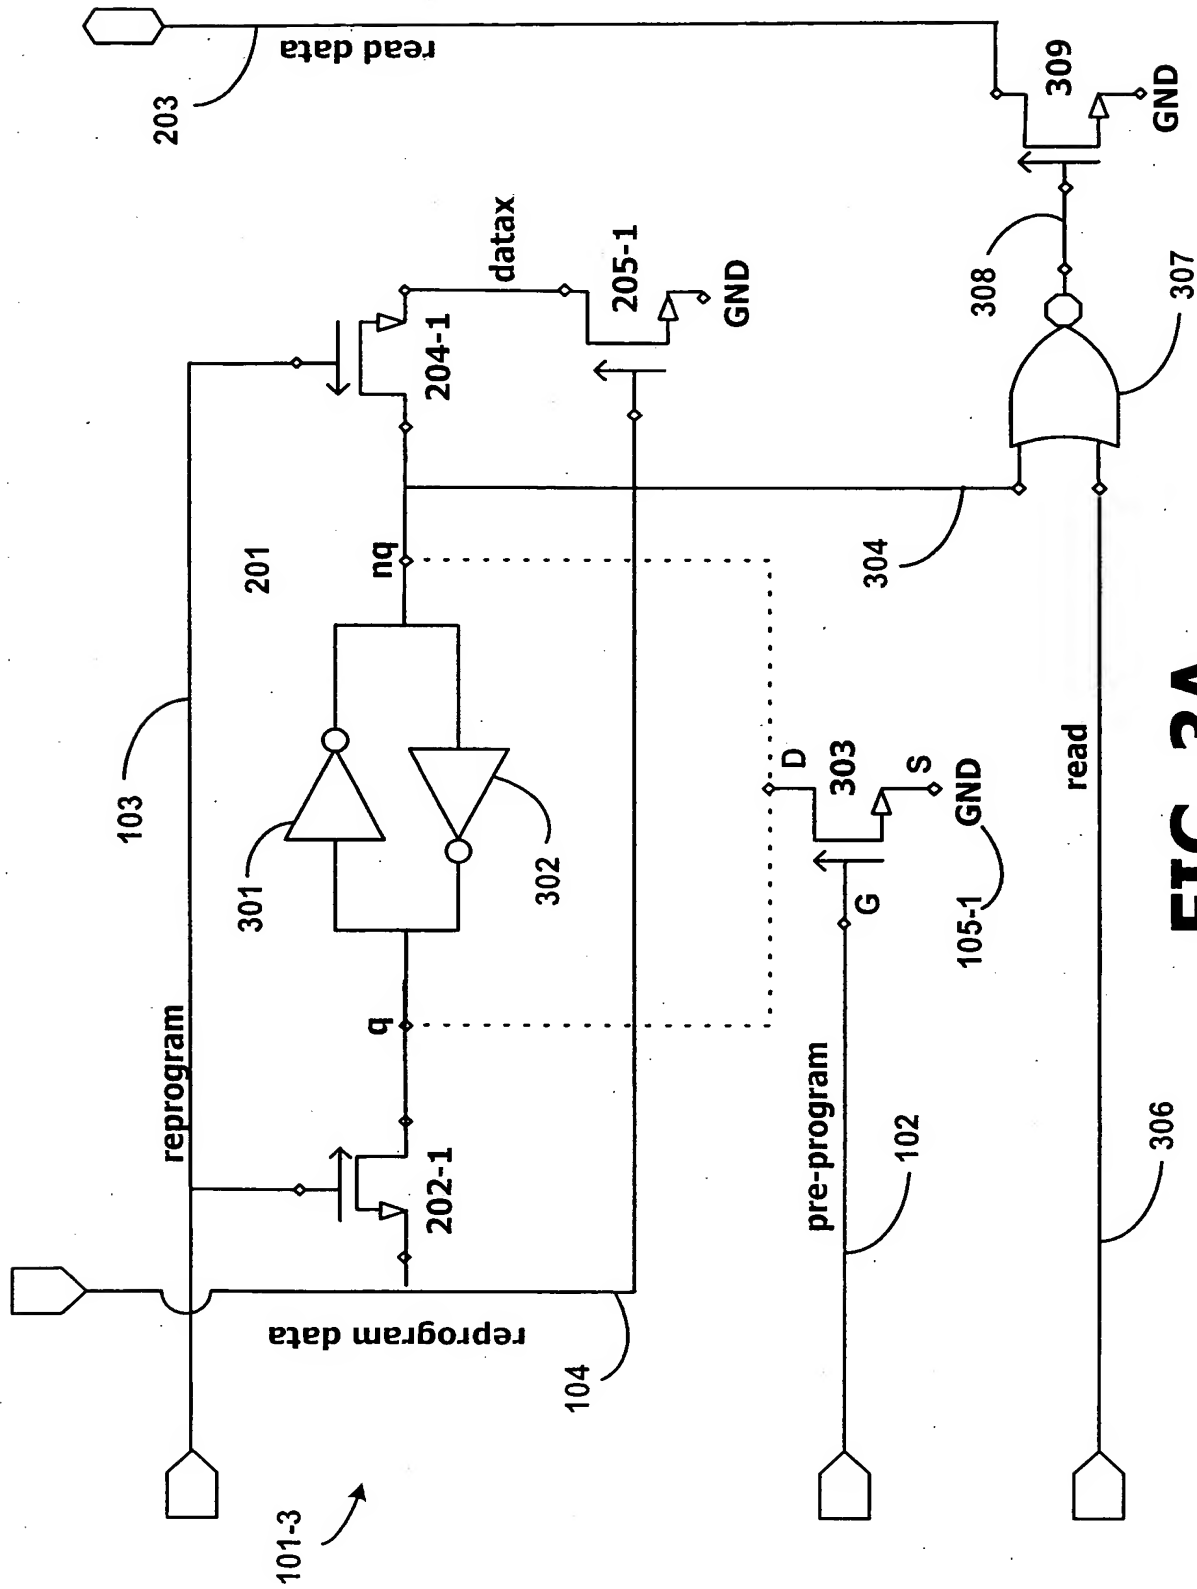 reprogram
103
203
read data
201
301
nq
q
101-3
reprogram data
204-1
datax
202-1
302
104
205-1
GND
D
pre-program
G
303
304
102
S
105-1
GND
308
309
read
306
307
GND
FIG. 3A